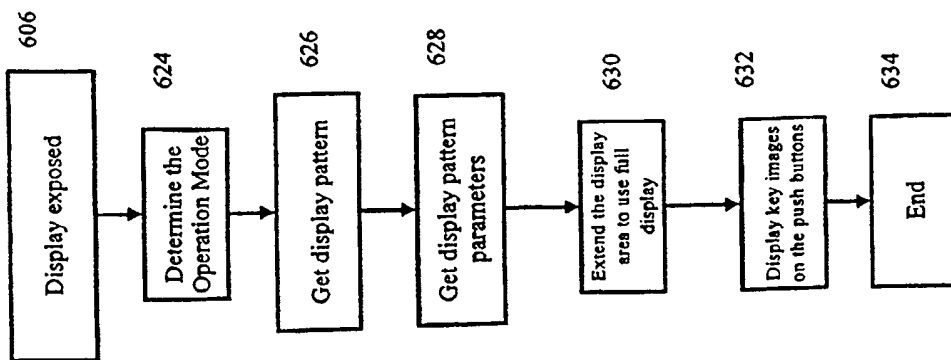 606
Display exposed
624
Determine the
Operation Mode
626
Get display pattern
628
Get display pattern
parameters
630
Extend the display
area to use full
display
632
Display key images
on the push buttons
634
End